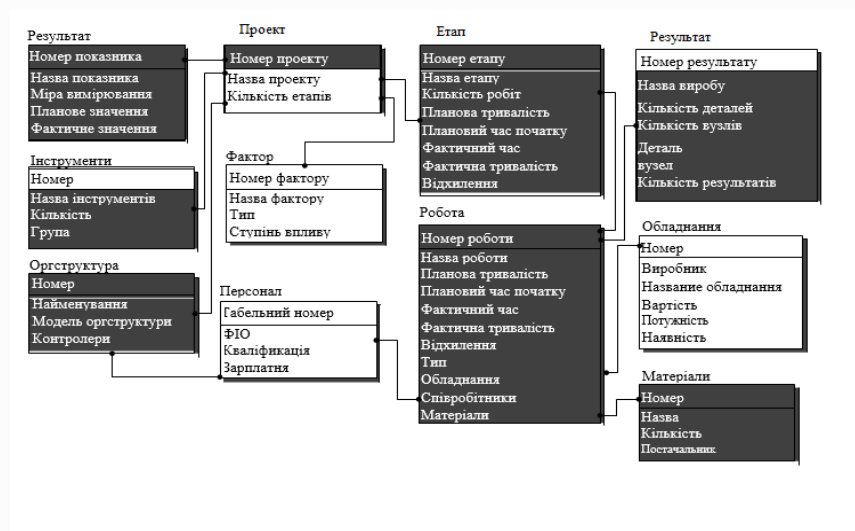 Результат
Номер показника
Назва показника
Міра вимірювання
Планове значення
Фактичне значення
Проект
Номер проекту
Назва проекту
Кількість етапів
Етап
Номер етапу
Назва етапу
Кількість робіт
Планова тривалість
Плановий час початку
Фактичний час
Фактична тривалість
Відхилення
Результат
Номер результату
Назва виробу
Кількість деталей
Кількість вузлів
Деталь
вузел
Кількість результатів
Інструменти
Номер
Назва інструментів
Кількість
Група
Фактор
Номер фактору
Назва фактору
Тип
Ступінь впливу
Робота
Номер роботи
Назва роботи
Планова тривалість
Плановий час початку
Фактичний час
Фактична тривалість
Відхилення
Тип
Обладнання
Співробітники
Матеріали
Обладнання
Номер
Виробник
Название обладнання
Вартість
Потужність
Наявність
Оргструктура
Номер
Найменування
Модель оргструктури
Контролери
Персонал
Габельний номер
ФІО
Кваліфікація
Зарплатня
Матеріали
Номер
Назва
Кількість
Постачальник